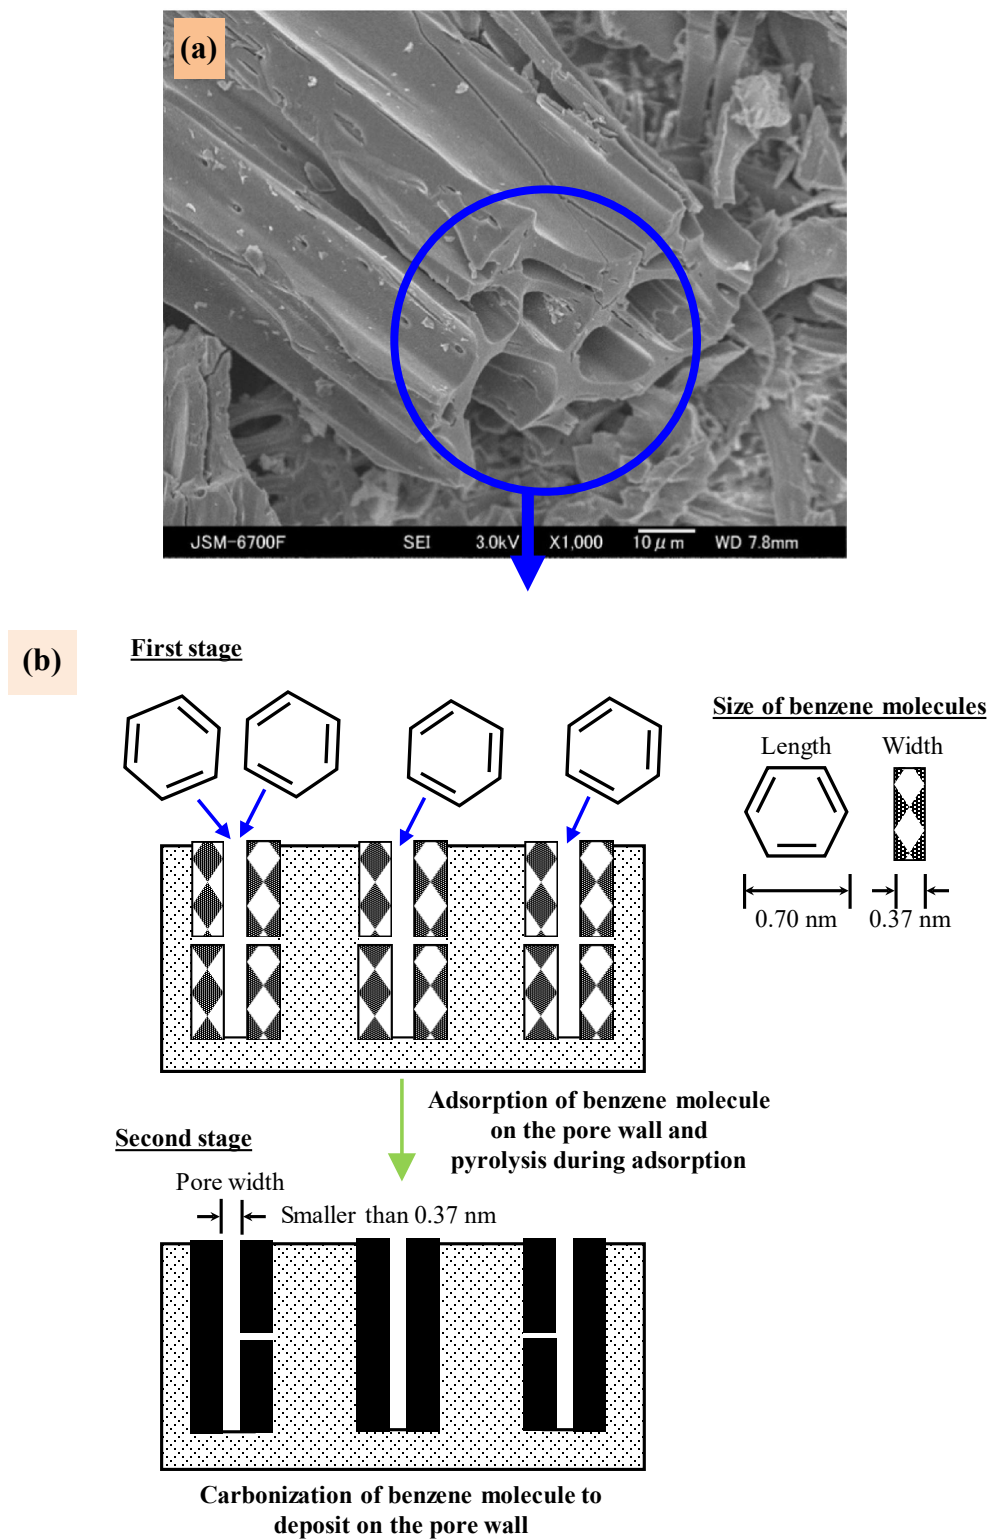 (a)
JSM-6700F SEI 3.0kV X1,000 10μm WD 7.8mm
(b)
First stage
Size of benzene molecules
Length Width
0.70 nm 0.37 nm
Adsorption of benzene molecule
on the pore wall and
pyrolysis during adsorption
Second stage
Pore width
Smaller than 0.37 nm
Carbonization of benzene molecule to
deposit on the pore wall